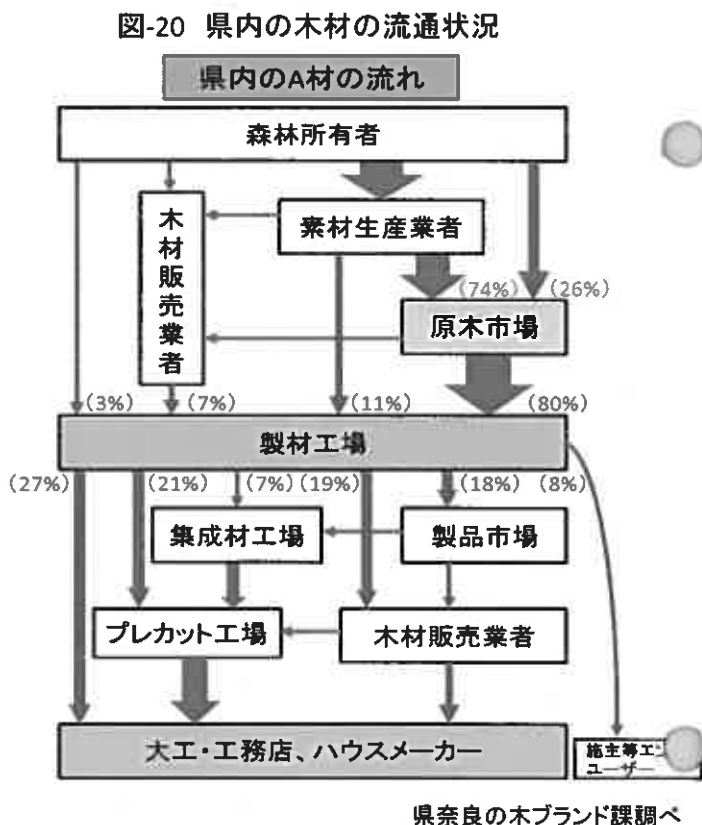 図-20 県内の木材の流通状況
県内のA材の流れ
森林所有者
木材販売業者
素材生産業者
(74%)
(26%)
原木市場
(3%)
(7%)
(11%)
(80%)
製材工場
(27%)
(21%)
(7%)
(19%)
(18%)
(8%)
集成材工場
製品市場
プレカット工場
木材販売業者
大工・工務店、ハウスメーカー
施主等エン
ユーザー
県奈良の木ブランド課調べ